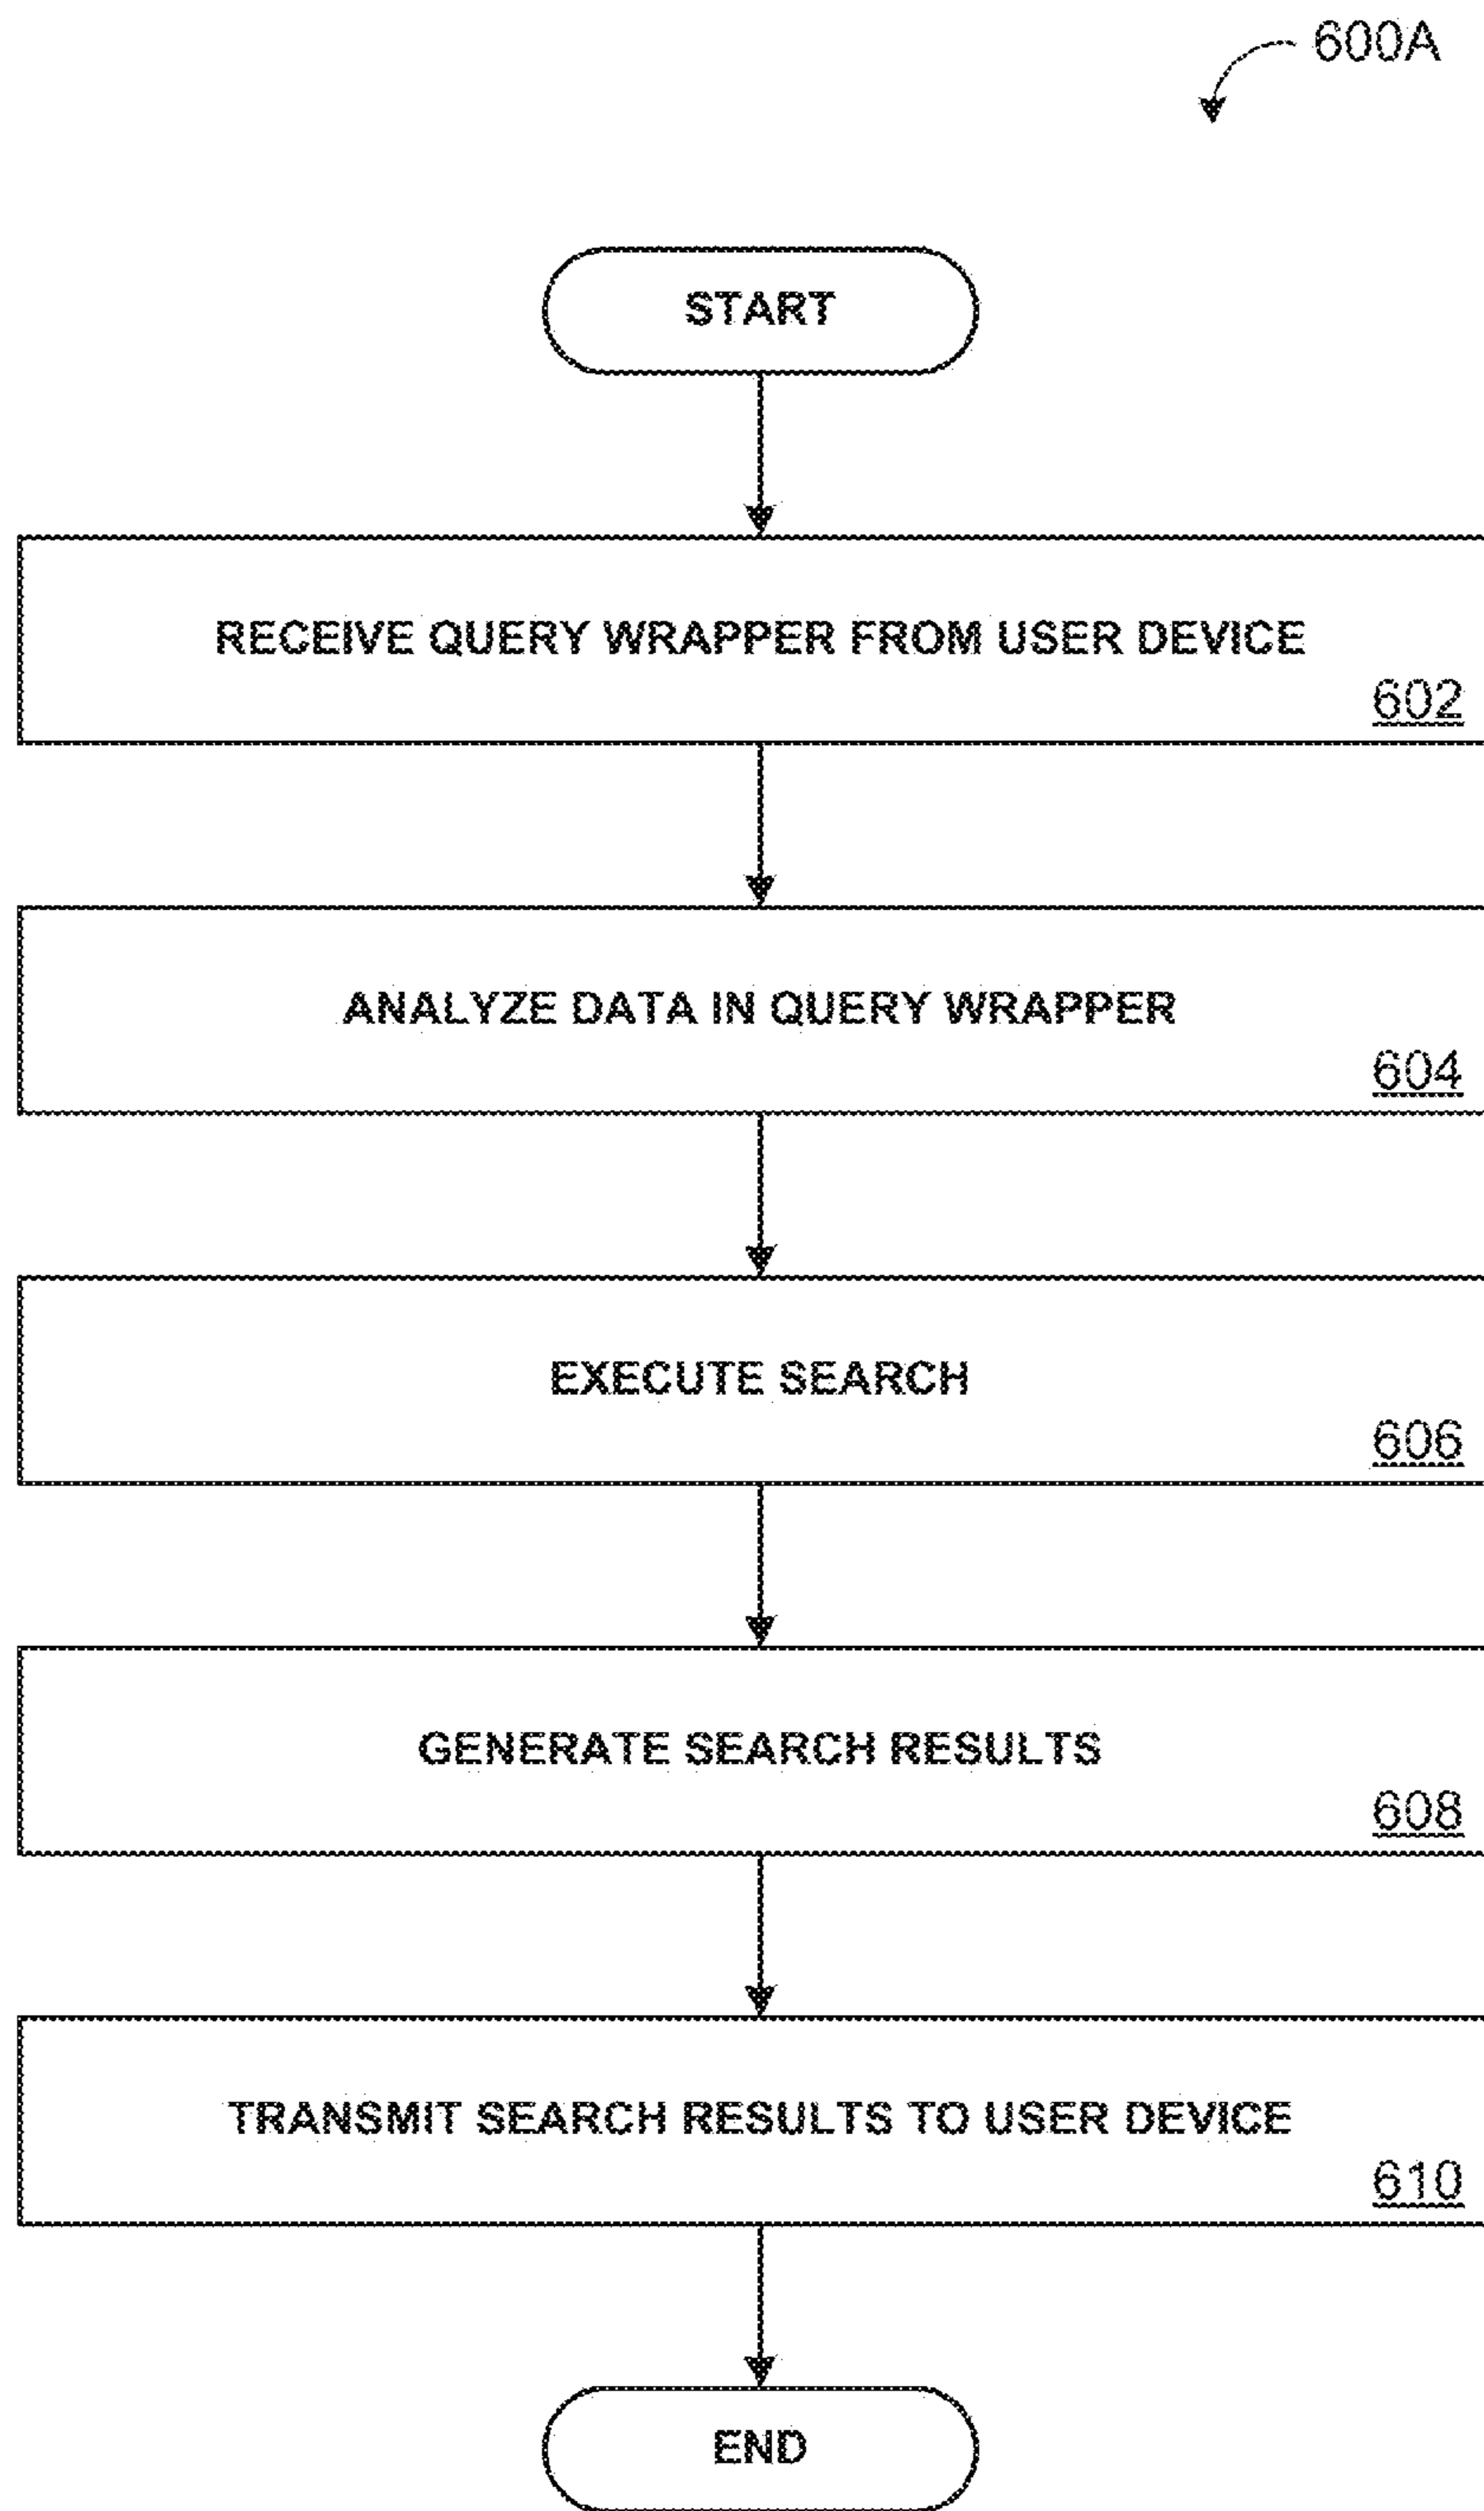 600A
START
RECEIVE QUERY WRAPPER FROM USER DEVICE
602
ANALYZE DATA IN QUERY WRAPPER
604
EXECUTE SEARCH
606
GENERATE SEARCH RESULTS
608
TRANSMIT SEARCH RESULTS TO USER DEVICE
610
END